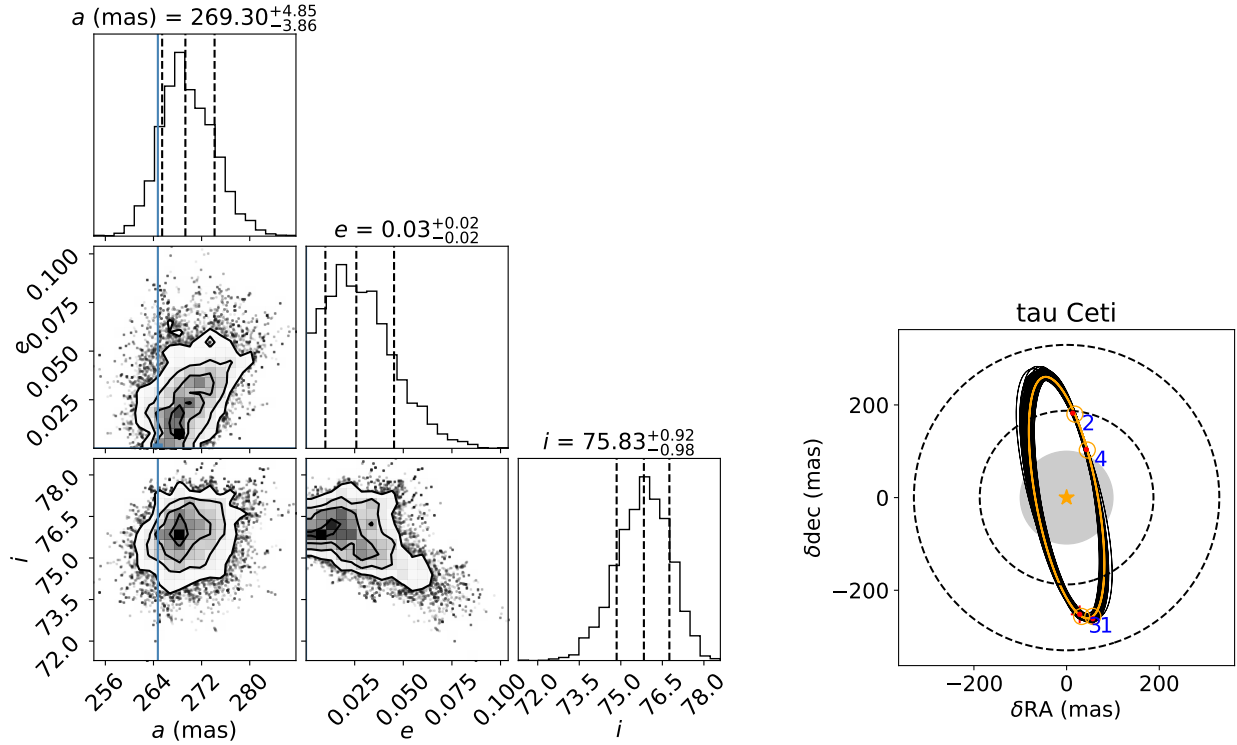 a (mas) = 269.30+4.85 −3.86
e = 0.03+0.02 −0.02
i = 75.83+0.92 −0.98
e
0.100
0.075
0.050
0.025
i
78.0
76.5
75.0
73.5
72.0
256 264 272 280
a (mas)
0.025 0.050 0.075 0.100
e
72.0 73.5 75.0 76.5 78.0
i
tau Ceti
δdec (mas)
200
0
−200
2
4
3 1
−200 0 200
δRA (mas)